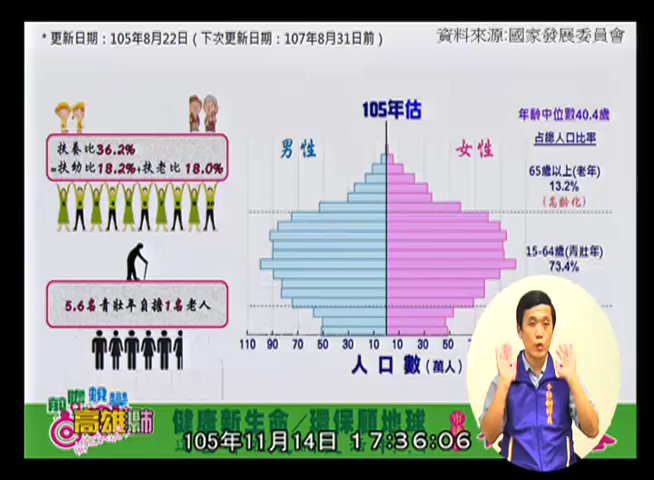 * 更新日期：105年8月22日（下次更新日期：107年8月31日前）
資料來源:國家發展委員會
105年估
年齡中位數40.4歲
占總人口比率
男性
女性
扶養比36.2%
=扶幼比18.2%+扶老比18.0%
65歲以上(老年)
13.2%
(高齡化)
15-64歲(青壯年)
73.4%
5.6名青壯年負擔1名老人
110 90 70 50 30 10 10 30 50
人口數(萬人)
高雄
健康新生命/環保顧地球
105年11月14日 17:36:06